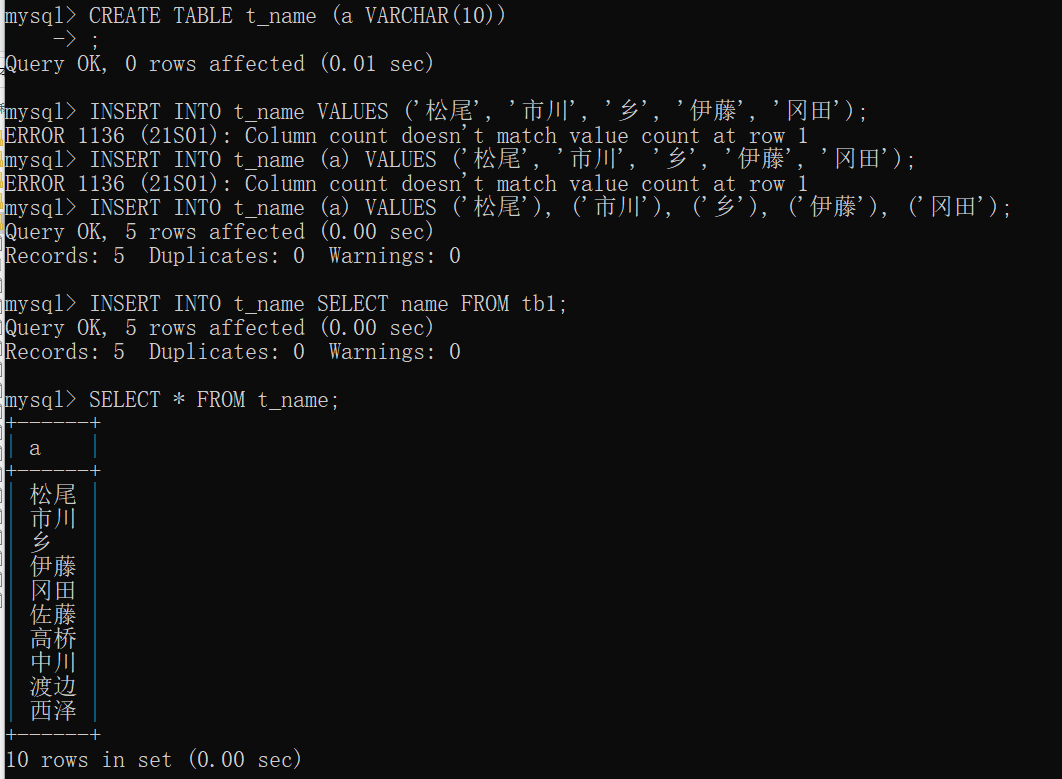 mysql> CREATE TABLE t_name (a VARCHAR(10))
    -> ;
Query OK, 0 rows affected (0.01 sec)
mysql> INSERT INTO t_name VALUES ('松尾', '市川', '乡', '伊藤', '冈田');
ERROR 1136 (21S01): Column count doesn't match value count at row 1
mysql> INSERT INTO t_name (a) VALUES ('松尾', '市川', '乡', '伊藤', '冈田');
ERROR 1136 (21S01): Column count doesn't match value count at row 1
mysql> INSERT INTO t_name (a) VALUES ('松尾'), ('市川'), ('乡'), ('伊藤'), ('冈田');
Query OK, 5 rows affected (0.00 sec)
Records: 5  Duplicates: 0  Warnings: 0
mysql> INSERT INTO t_name SELECT name FROM tb1;
Query OK, 5 rows affected (0.00 sec)
Records: 5  Duplicates: 0  Warnings: 0
mysql> SELECT * FROM t_name;
+------+
| a    |
+------+
| 松尾 |
| 市川 |
| 乡   |
| 伊藤 |
| 冈田 |
| 佐藤 |
| 高桥 |
| 中川 |
| 渡边 |
| 西泽 |
+------+
10 rows in set (0.00 sec)